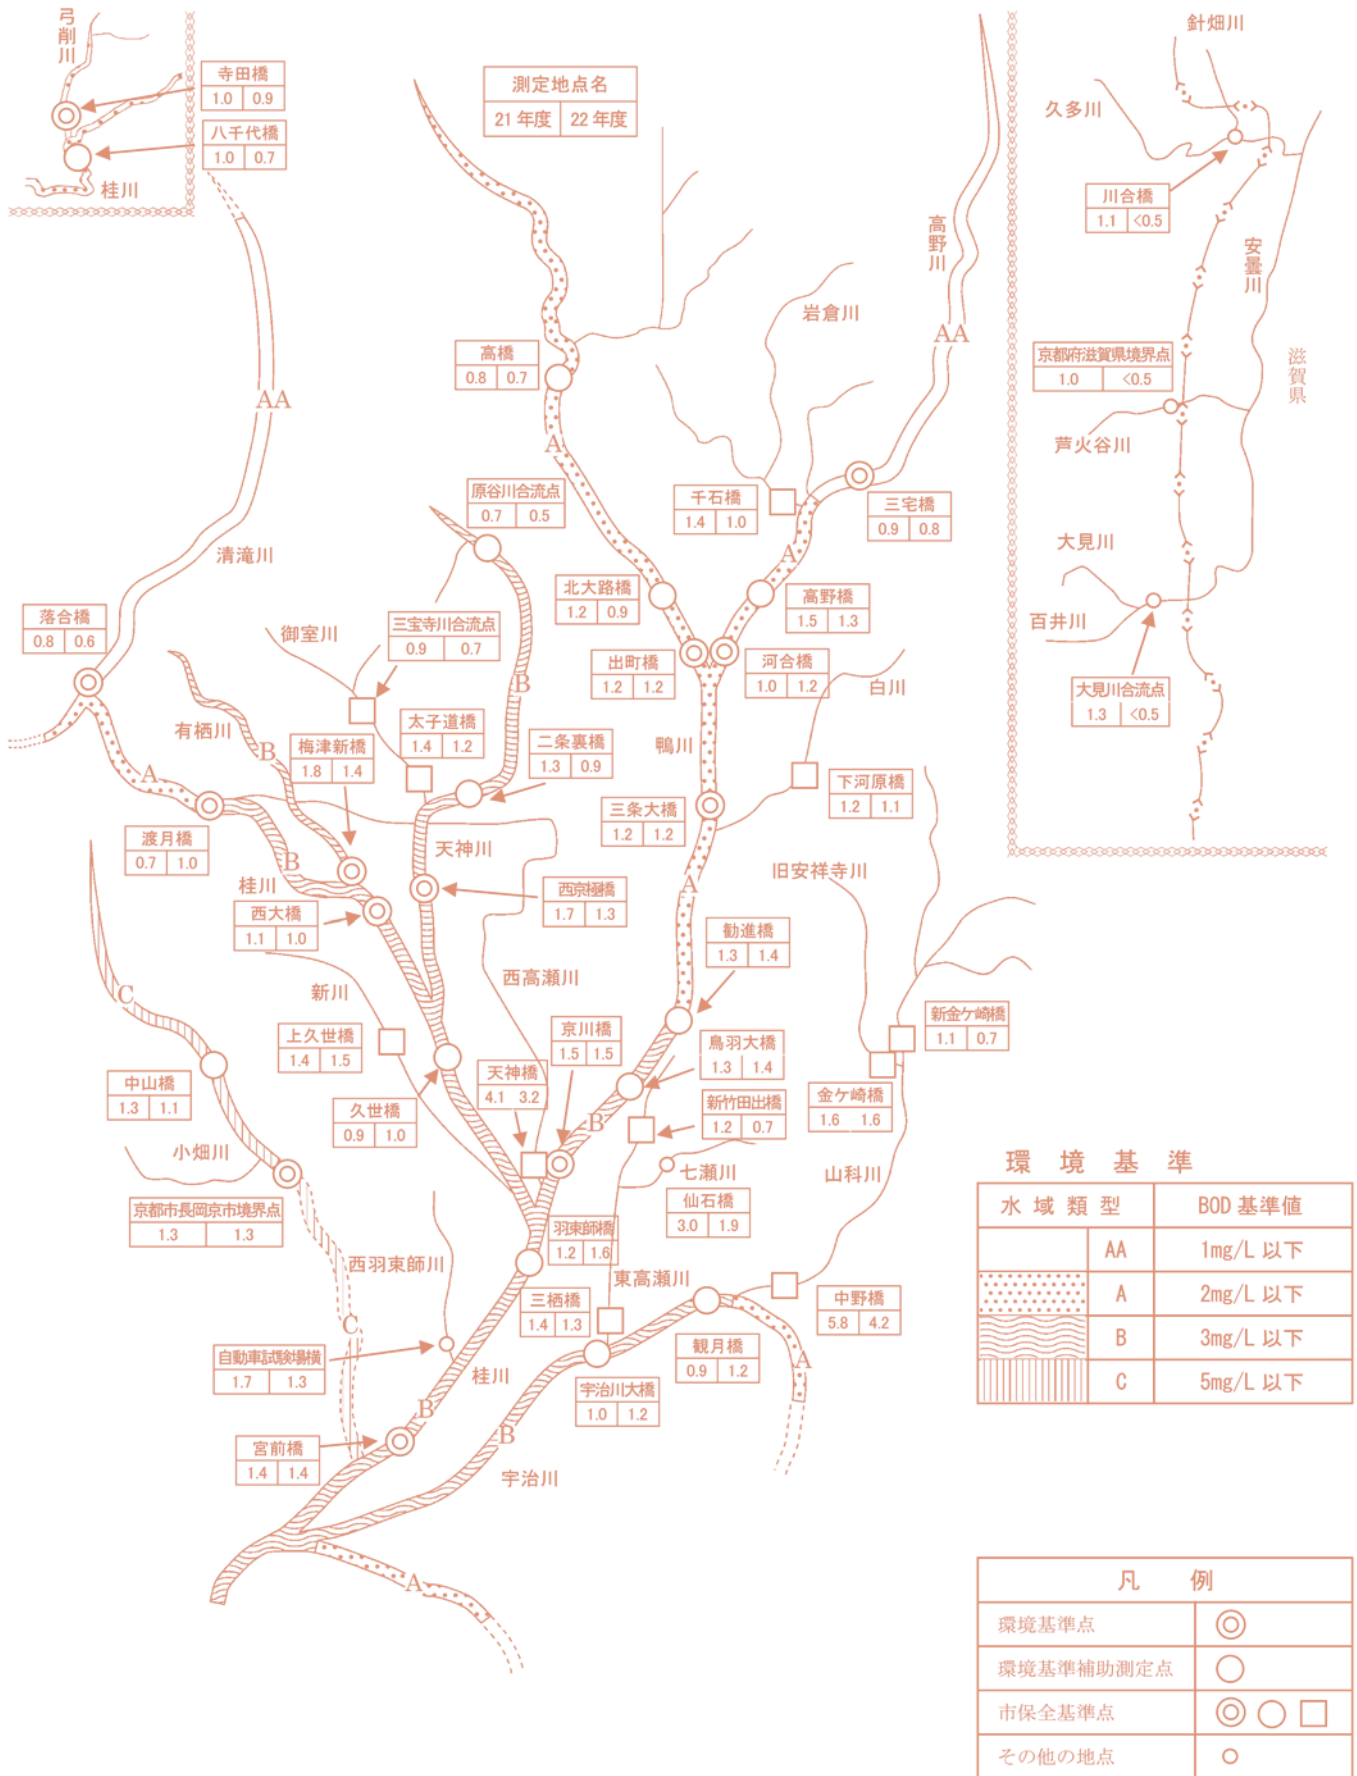 弓削川
寺田橋
1.0 0.9
八千代橋
1.0 0.7
桂川
測定地点名
21 年度 22 年度
針畑川
久多川
川合橋
1.1 <0.5
安曇川
滋賀県
京都府滋賀県境界点
1.0 <0.5
芦火谷川
大見川
百井川
大見川合流点
1.3 <0.5
高野川
岩倉川
AA
高橋
0.8 0.7
AA
A
原谷川合流点
0.7 0.5
千石橋
1.4 1.0
三宅橋
0.9 0.8
清滝川
A
北大路橋
1.2 0.9
高野橋
1.5 1.3
落合橋
0.8 0.6
御室川
三宝寺川合流点
0.9 0.7
出町橋
1.2 1.2
河合橋
1.0 1.2
白川
B
有栖川
B
梅津新橋
1.8 1.4
太子道橋
1.4 1.2
二条裏橋
1.3 0.9
鴨川
A
下河原橋
1.2 1.1
三条大橋
1.2 1.2
渡月橋
0.7 1.0
天神川
B
桂川
西大橋
1.1 1.0
西京極橋
1.7 1.3
A
旧安祥寺川
勧進橋
1.3 1.4
西高瀬川
新川
C
上久世橋
1.4 1.5
京川橋
1.5 1.5
鳥羽大橋
1.3 1.4
新金ケ崎橋
1.1 0.7
天神橋
4.1 3.2
中山橋
1.3 1.1
久世橋
0.9 1.0
新竹田出橋
1.2 0.7
金ケ崎橋
1.6 1.6
B
小畑川
七瀬川
山科川
仙石橋
3.0 1.9
京都市長岡京市境界点
1.3 1.3
羽束師橋
1.2 1.6
西羽束師川
東高瀬川
三栖橋
1.4 1.3
中野橋
5.8 4.2
C
自動車試験場横
1.7 1.3
観月橋
0.9 1.2
A
桂川
宇治川大橋
1.0 1.2
B
B
宮前橋
1.4 1.4
宇治川
A
環境基準
水域類型 BOD 基準値
AA 1mg/L 以下
A 2mg/L 以下
B 3mg/L 以下
C 5mg/L 以下
凡例
環境基準点
環境基準補助測定点
市保全基準点
その他の地点